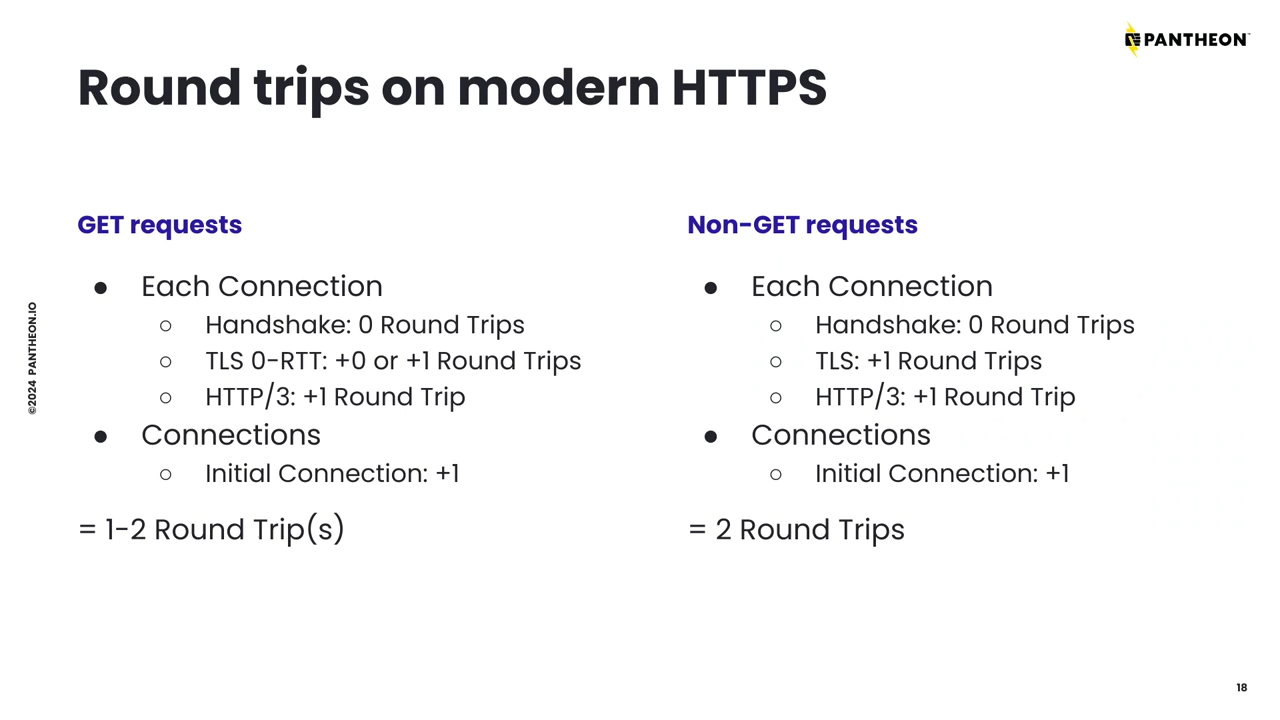 PANTHEON
Round trips on modern HTTPS
GET requests
● Each Connection
○ Handshake: 0 Round Trips
○ TLS 0-RTT: +0 or +1 Round Trips
○ HTTP/3: +1 Round Trip
● Connections
○ Initial Connection: +1
= 1-2 Round Trip(s)
Non-GET requests
● Each Connection
○ Handshake: 0 Round Trips
○ TLS: +1 Round Trips
○ HTTP/3: +1 Round Trip
● Connections
○ Initial Connection: +1
= 2 Round Trips
©2024 PANTHEON.IO
18